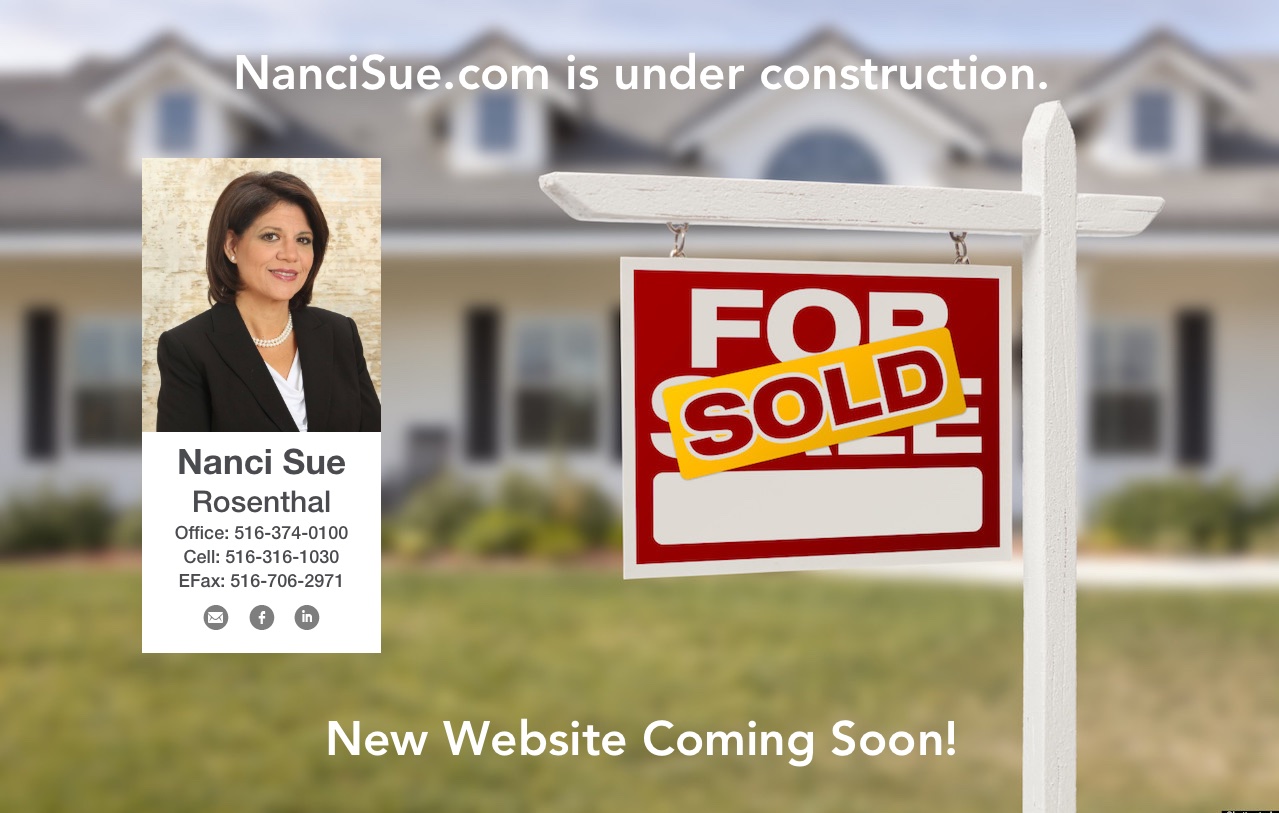 NanciSue.com is under construction.
FOR
SALE
SOLD
Nanci Sue
Rosenthal
Office: 516-374-0100
Cell: 516-316-1030
EFax: 516-706-2971
New Website Coming Soon!